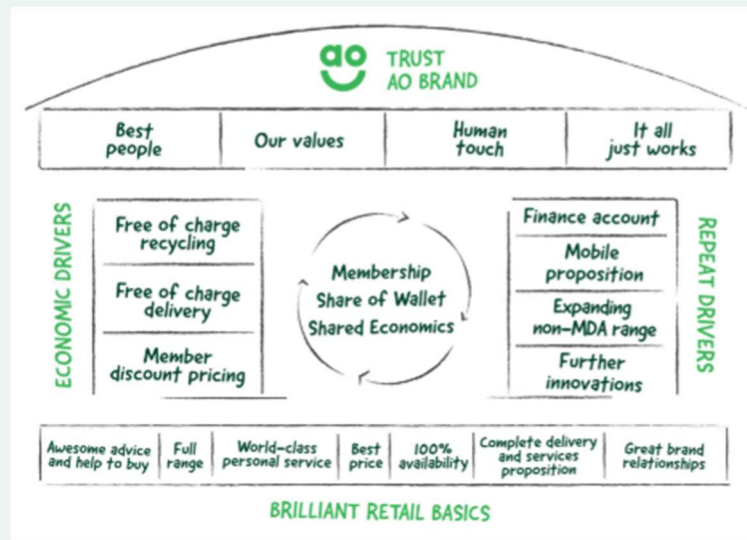 ao
TRUST
AO BRAND
Best
people
Our values
Human
touch
It all
just works
ECONOMIC DRIVERS
Free of charge
recycling
Free of charge
delivery
Member
discount pricing
Membership
Share of Wallet
Shared Economics
Finance account
Mobile
proposition
Expanding
non-MDA range
Further
innovations
REPEAT DRIVERS
Awesome advice
and help to buy
Full
range
World-class
personal service
Best
price
100%
availability
Complete delivery
and services
proposition
Great brand
relationships
BRILLIANT RETAIL BASICS